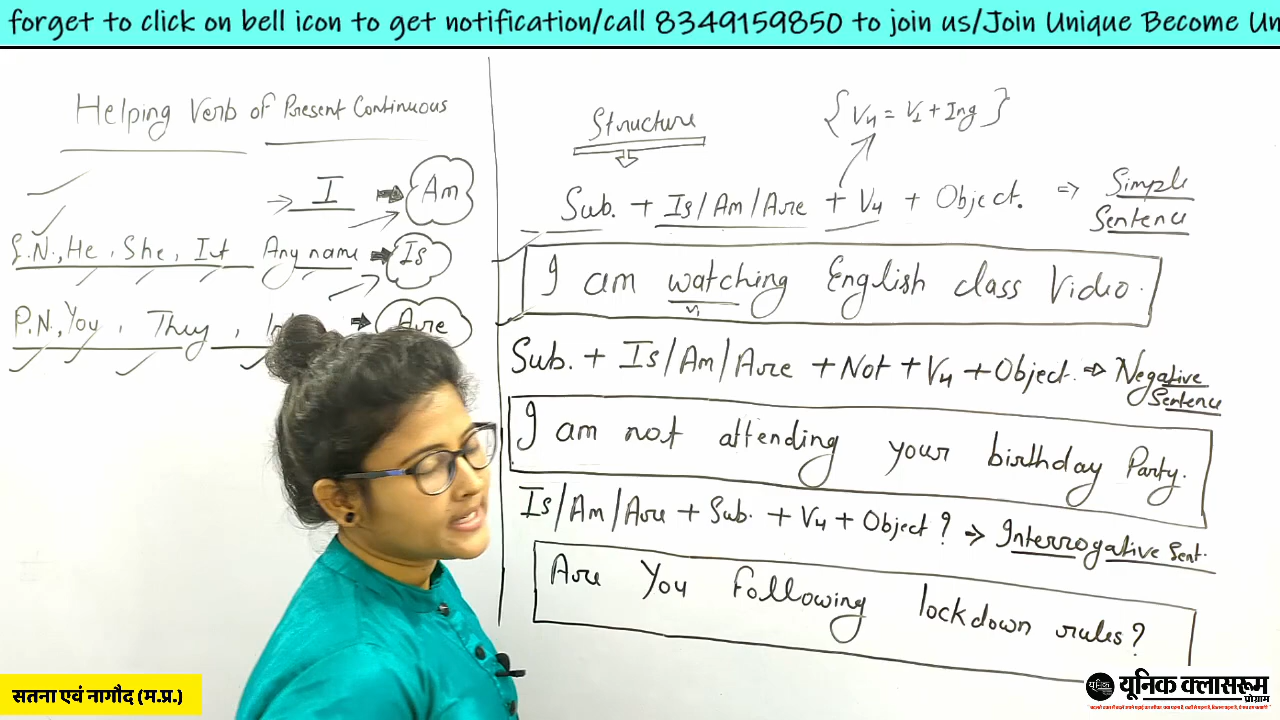 forget to click on bell icon to get notification/call 8349159850 to join us/Join Unique Become Un
Helping Verb of Present Continuous
I Am
S.N., He, She, It Any name Is
P.N., You, They, Are
Structure
{V4 = V1 + Ing}
Sub. + Is/Am/Are + V4 + Object. ⇒ Simple Sentence
I am watching English class Video.
V1
Sub. + Is/Am/Are + Not + V4 + Object. ⇒ Negative Sentence
I am not attending your birthday Party.
Is/Am/Are + Sub. + V4 + Object? → Interrogative Sent.
Are You Following lockdown rules?
सतना एवं नागौद (म.प्र.)
यूनिक क्लासरूम
प्रोग्राम